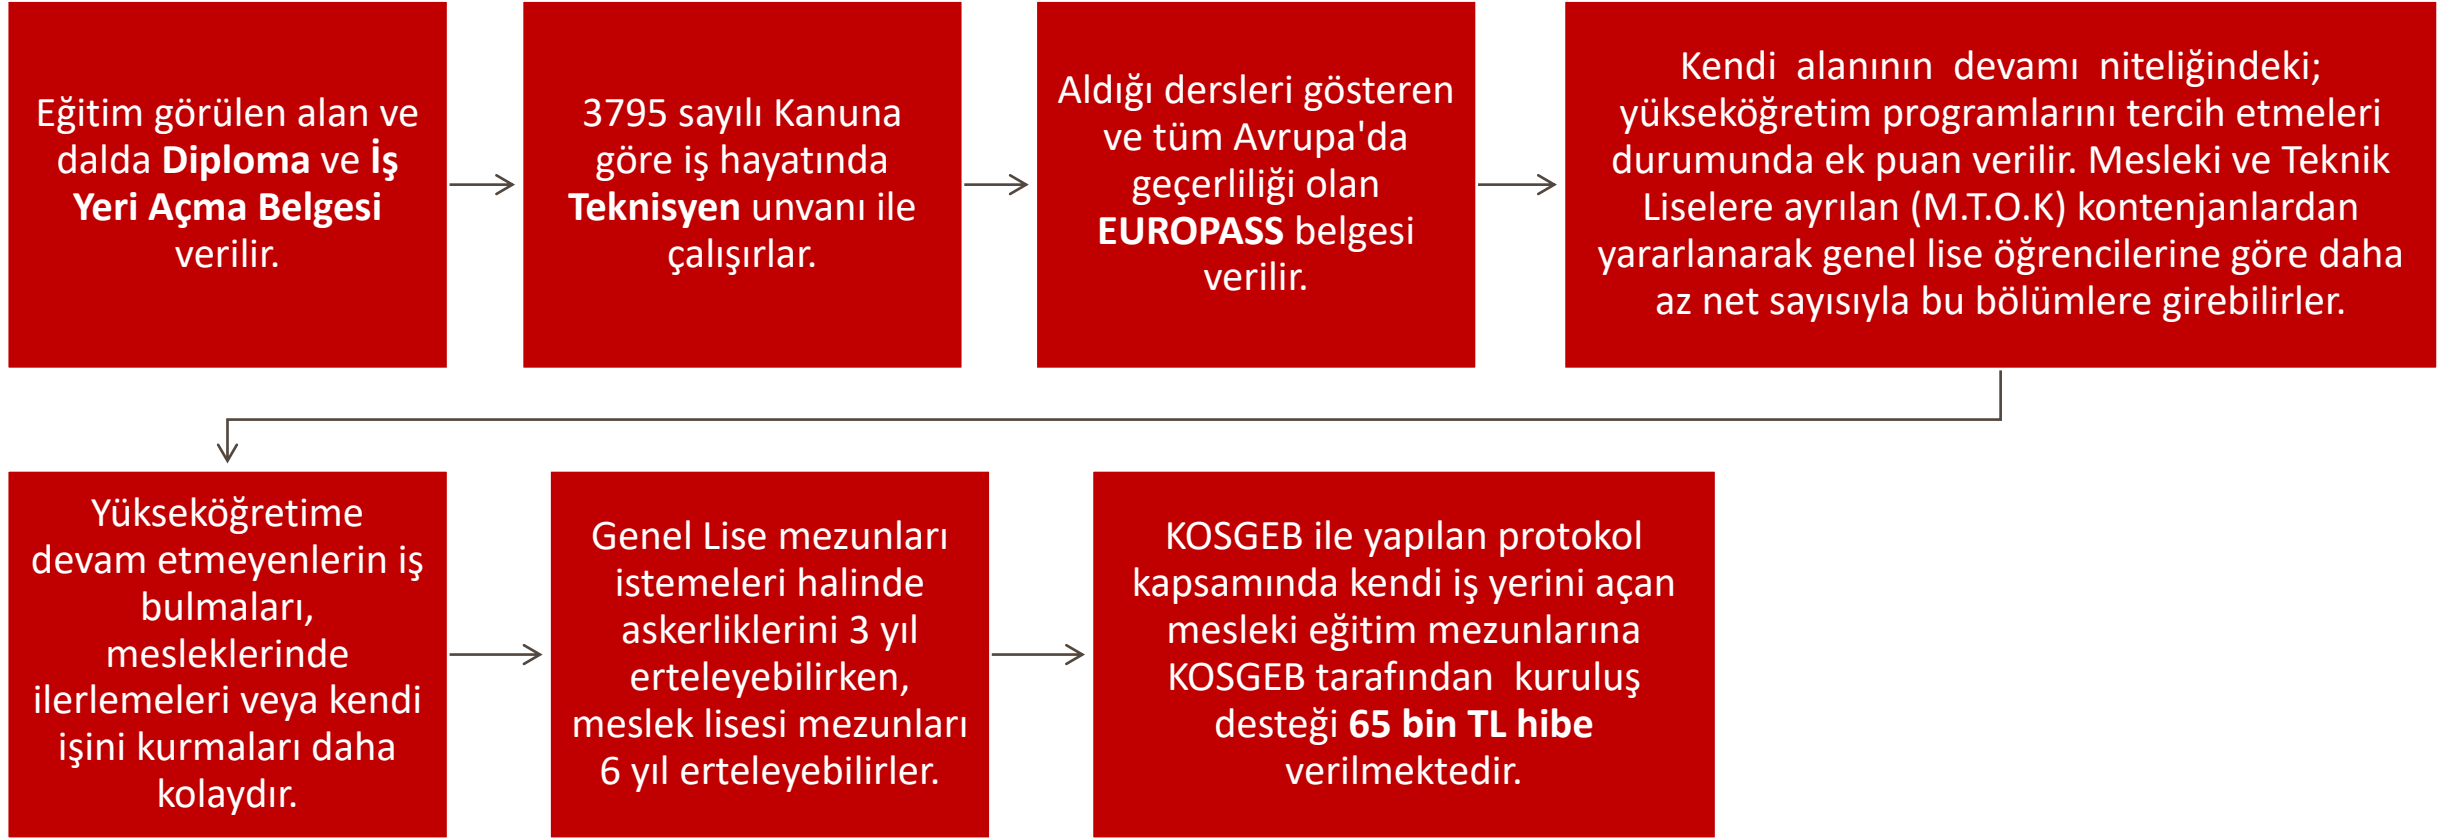 Eğitim görülen alan ve
dalda Diploma ve İş
Yeri Açma Belgesi
verilir.
3795 sayılı Kanuna
göre iş hayatında
Teknisyen unvanı ile
çalışırlar.
Aldığı dersleri gösteren
ve tüm Avrupa'da
geçerliliği olan
EUROPASS belgesi
verilir.
Kendi alanının devamı niteliğindeki;
yükseköğretim programlarını tercih etmeleri
durumunda ek puan verilir. Mesleki ve Teknik
Liselere ayrılan (M.T.O.K) kontenjanlardan
yararlanarak genel lise öğrencilerine göre daha
az net sayısıyla bu bölümlere girebilirler.
Yükseköğretime
devam etmeyenlerin iş
bulmaları,
mesleklerinde
ilerlemeleri veya kendi
işini kurmaları daha
kolaydır.
Genel Lise mezunları
istemeleri halinde
askerliklerini 3 yıl
erteleyebilirken,
meslek lisesi mezunları
6 yıl erteleyebilirler.
KOSGEB ile yapılan protokol
kapsamında kendi iş yerini açan
mesleki eğitim mezunlarına
KOSGEB tarafından kuruluş
desteği 65 bin TL hibe
verilmektedir.